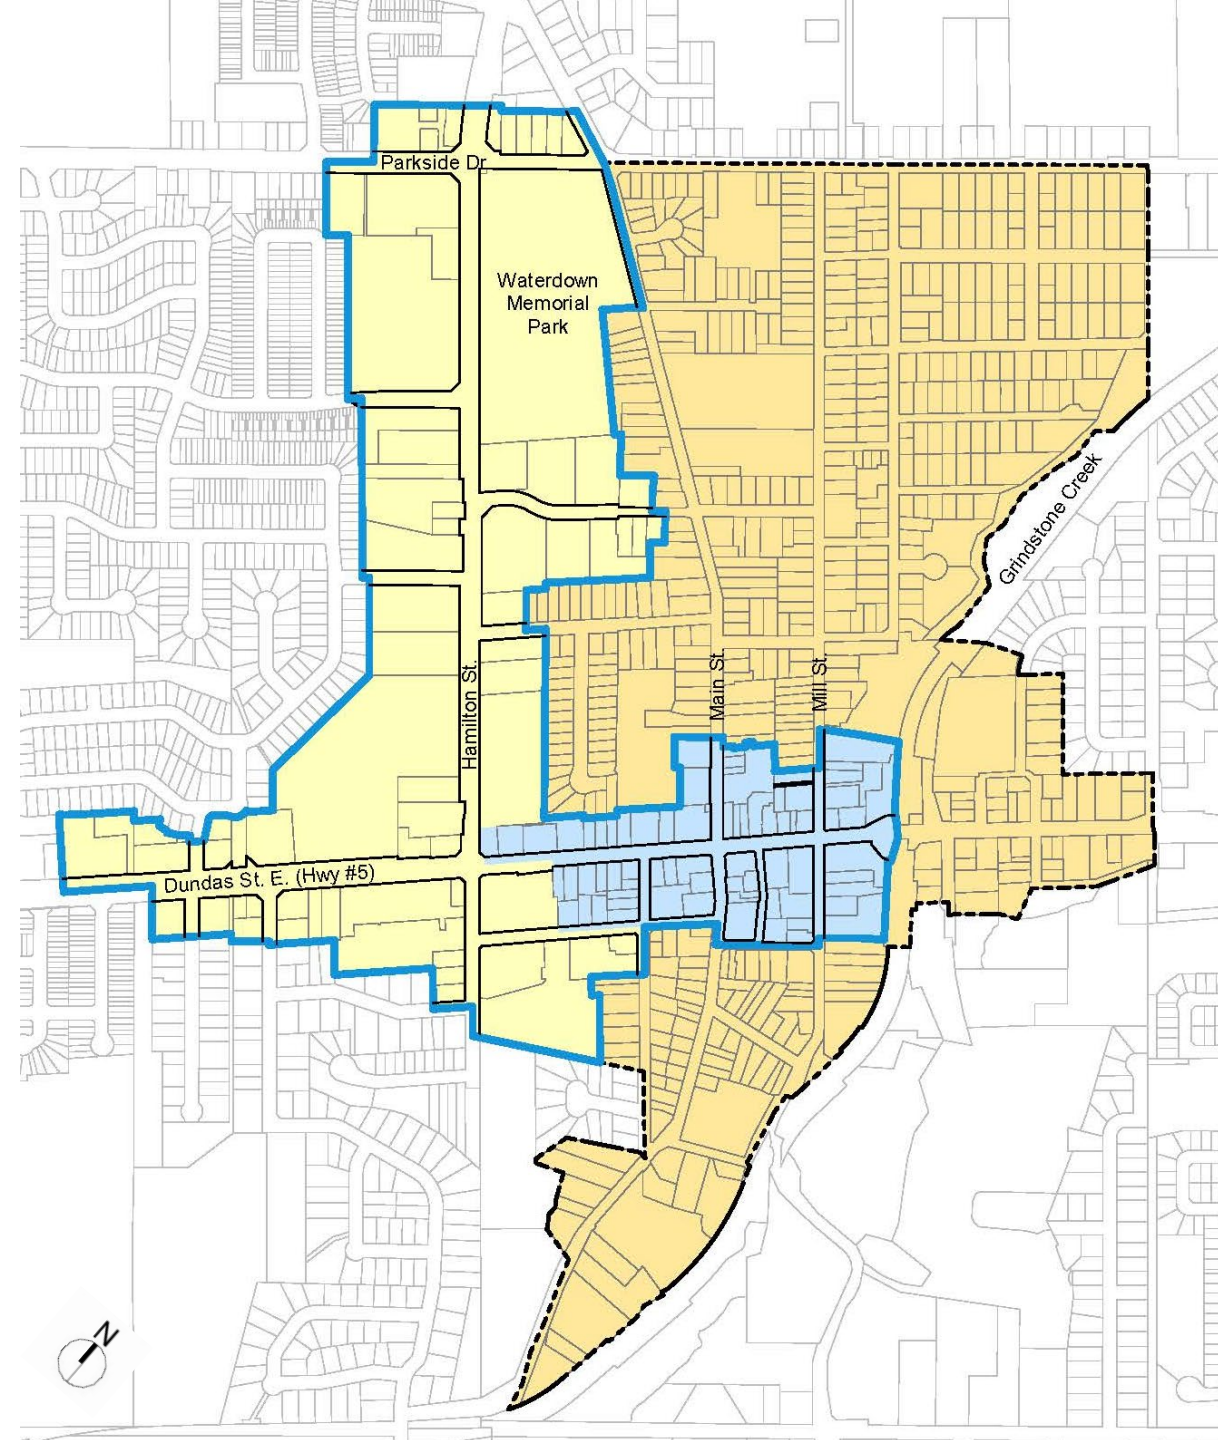 Parkside Dr
Waterdown
Memorial
Park
Grindstone Creek
Hamilton St.
Main St.
Mill St.
Dundas St. E. (Hwy #5)
N